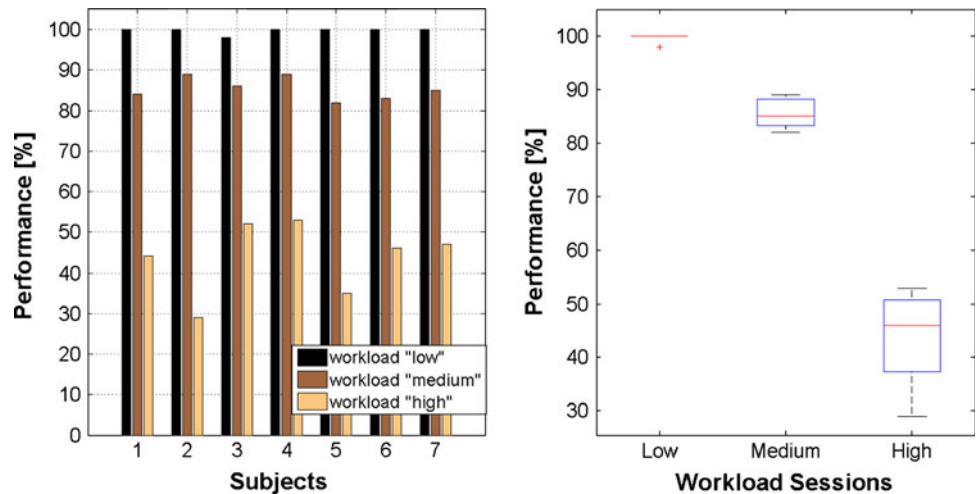 Performance [%]
100
90
80
70
60
50
40
30
20
10
0
1 2 3 4 5 6 7
Subjects
workload "low"
workload "medium"
workload "high"
Performance [%]
100
90
80
70
60
50
40
30
Low Medium High
Workload Sessions